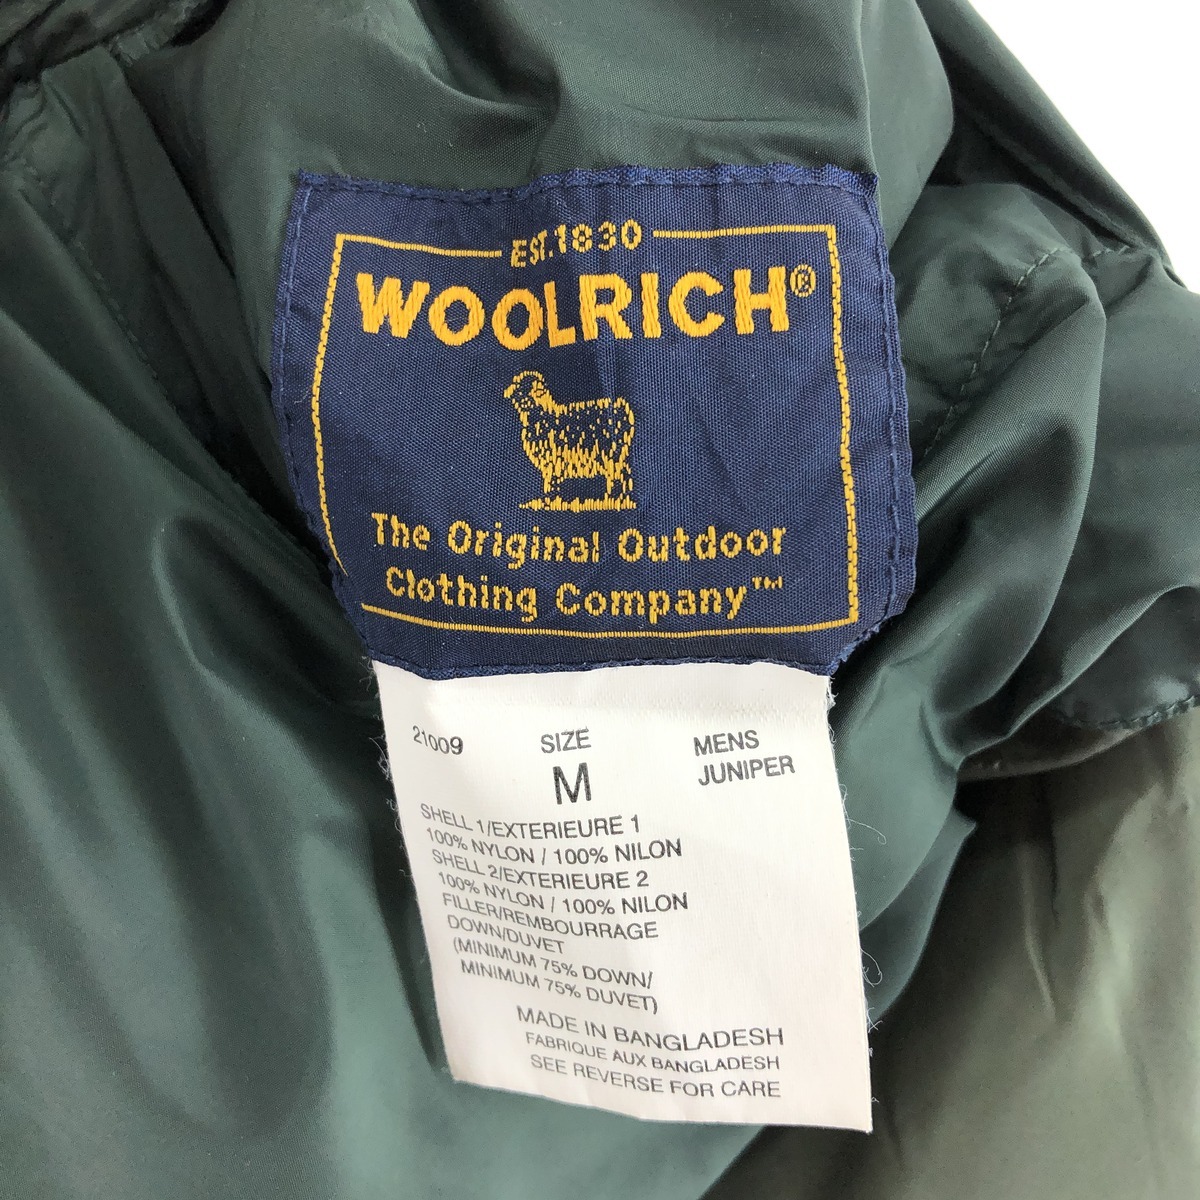 EST.1830
WOOLRICH®
The Original Outdoor
Clothing Company™
21009 SIZE MENS
M JUNIPER
SHELL 1/EXTERIEURE 1
100% NYLON / 100% NILON
SHELL 2/EXTERIEURE 2
100% NYLON / 100% NILON
FILLER/REMBOURRAGE
DOWN/DUVET
(MINIMUM 75% DOWN/
MINIMUM 75% DUVET)
MADE IN BANGLADESH
FABRIQUE AUX BANGLADESH
SEE REVERSE FOR CARE